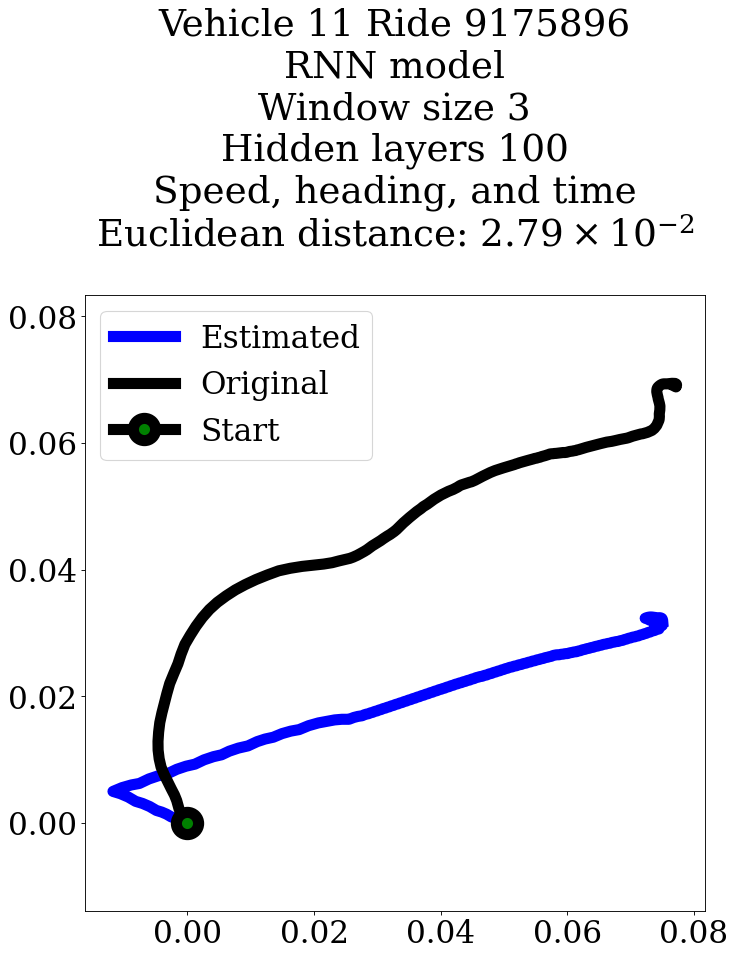 Vehicle 11 Ride 9175896
RNN model
Window size 3
Hidden layers 100
Speed, heading, and time
Euclidean distance: 2.79 × 10⁻²
0.08
0.06
0.04
0.02
0.00
Estimated
Original
Start
0.00 0.02 0.04 0.06 0.08